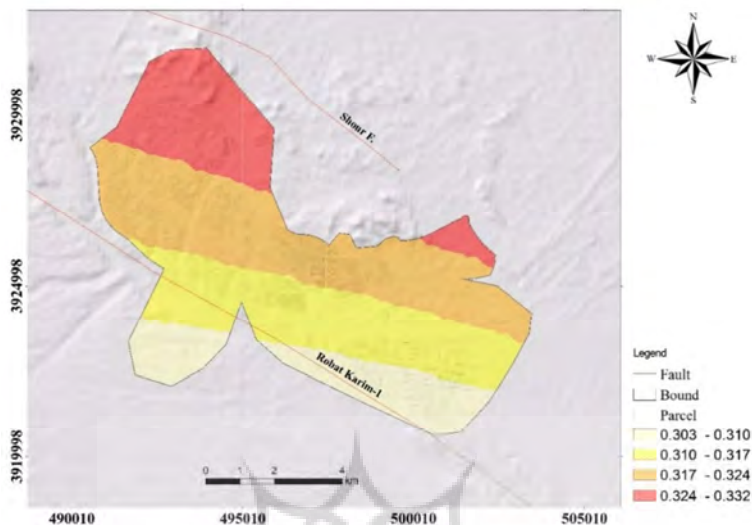 N
W E
S
3929998
Shour F.
3924998
Robat Karim-1
3919998
0 1 2 4
km
490010 495010 500010 505010
Legend
Fault
Bound
Parcel
0.303 - 0.310
0.310 - 0.317
0.317 - 0.324
0.324 - 0.332